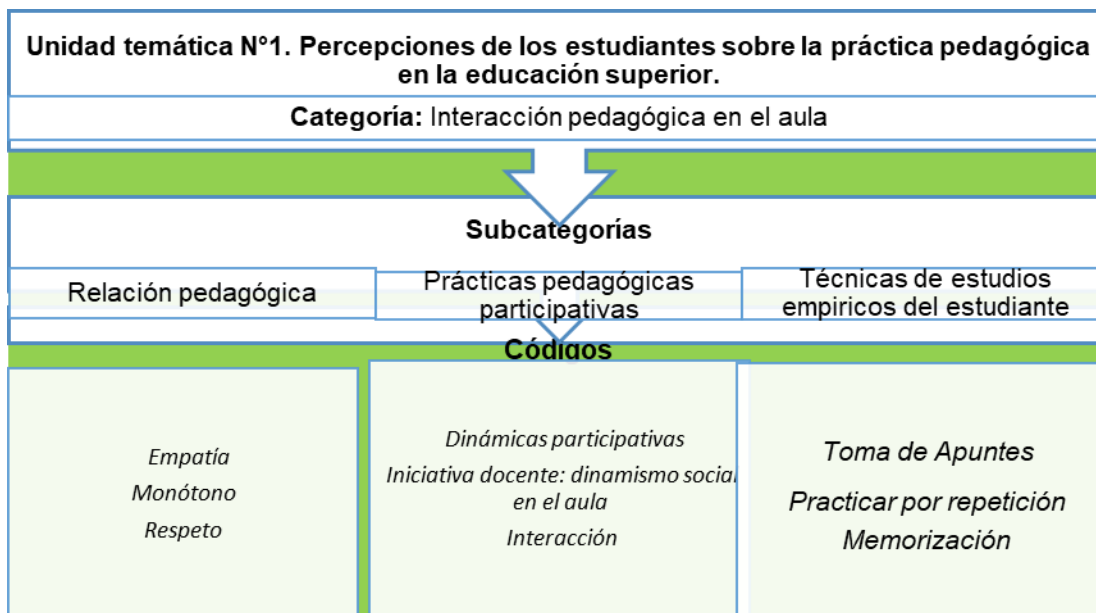 Unidad temática N°1. Percepciones de los estudiantes sobre la práctica pedagógica
en la educación superior.
Categoría: Interacción pedagógica en el aula
Subcategorías
Relación pedagógica
Prácticas pedagógicas
participativas
Técnicas de estudios
empiricos del estudiante
Códigos
Empatía
Monótono
Respeto
Dinámicas participativas
Iniciativa docente: dinamismo social
en el aula
Interacción
Toma de Apuntes
Practicar por repetición
Memorización